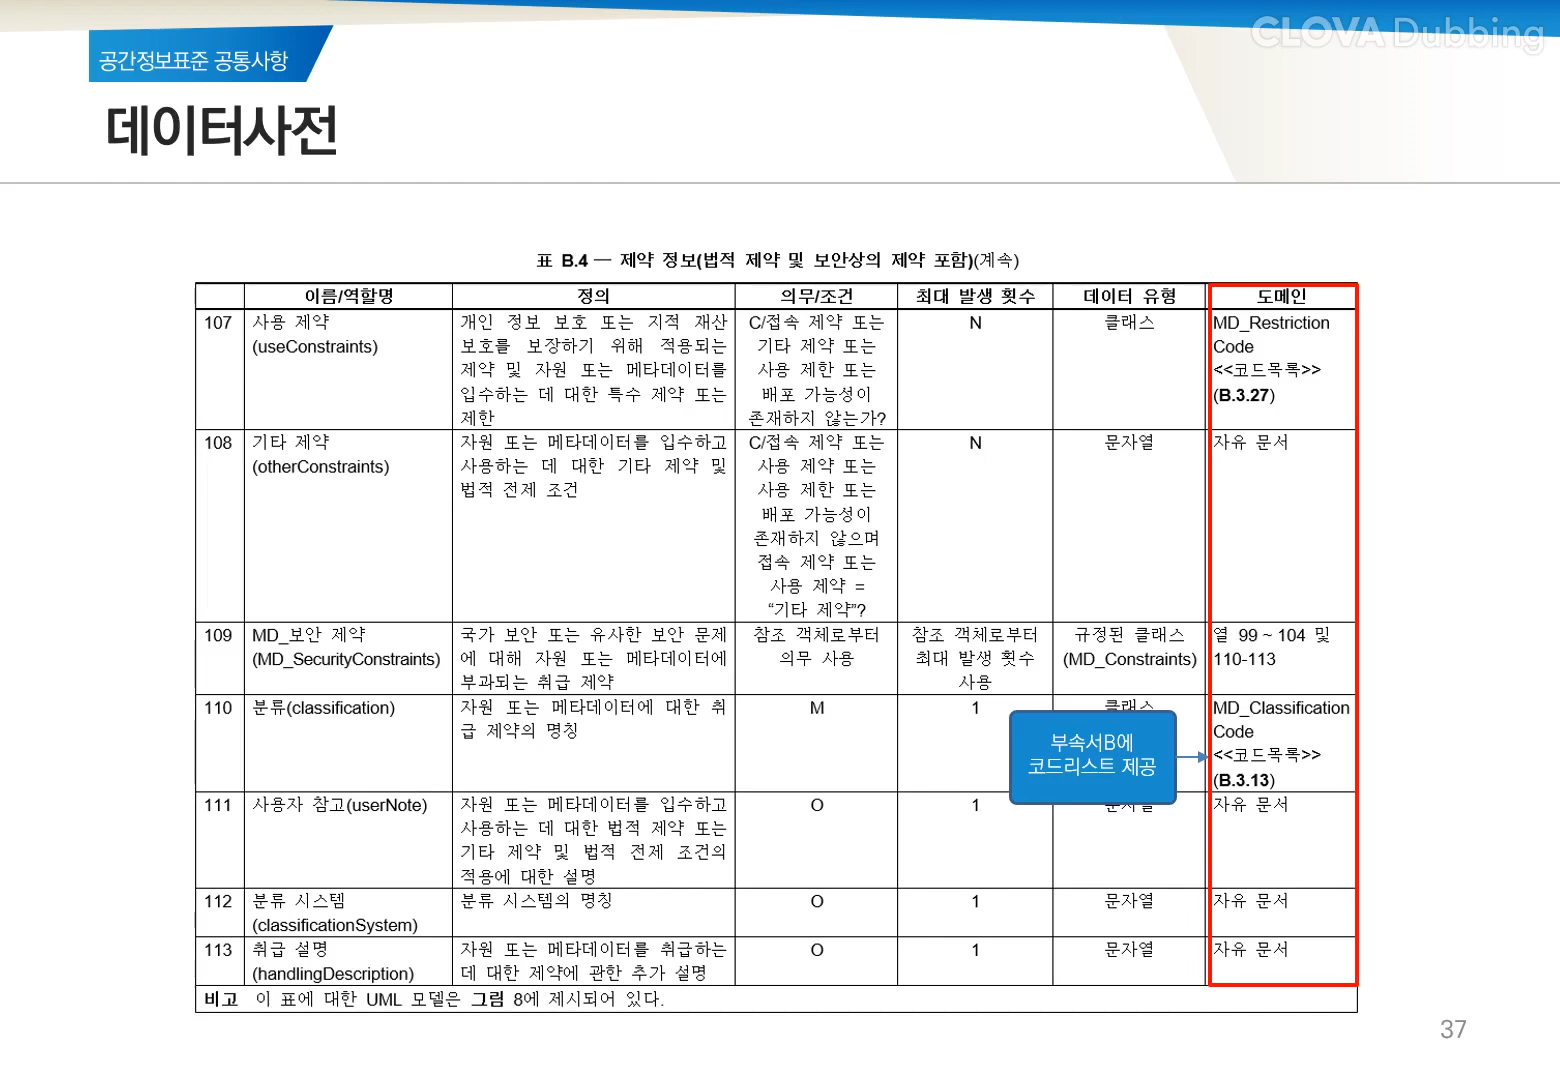 CLOVA Dubbing
공간정보표준 공통사항
데이터사전
표 B.4 — 제약 정보(법적 제약 및 보안상의 제약 포함)(계속)
이름/역할명 정의 의무/조건 최대 발생 횟수 데이터 유형 도메인
107 사용 제약 개인 정보 보호 또는 지적 재산 C/접속 제약 또는 N 클래스 MD_Restriction
(useConstraints) 보호를 보장하기 위해 적용되는 기타 제약 또는 Code
제약 및 자원 또는 메타데이터를 사용 제한 또는 <<코드목록>>
입수하는 데 대한 특수 제약 또는 배포 가능성이 (B.3.27)
제한 존재하지 않는가?
108 기타 제약 자원 또는 메타데이터를 입수하고 C/접속 제약 또는 N 문자열 자유 문서
(otherConstraints) 사용하는 데 대한 기타 제약 및 사용 제약 또는
법적 전제 조건 사용 제한 또는
배포 가능성이
존재하지 않으며
접속 제약 또는
사용 제약 =
“기타 제약”?
109 MD_보안 제약 국가 보안 또는 유사한 보안 문제 참조 객체로부터 참조 객체로부터 규정된 클래스 열 99 ~ 104 및
(MD_SecurityConstraints) 에 대해 자원 또는 메타데이터에 의무 사용 최대 발생 횟수 (MD_Constraints) 110-113
부과되는 취급 제약 사용
110 분류(classification) 자원 또는 메타데이터에 대한 취 M 1 클래스 MD_Classification
급 제약의 명칭 Code
<<코드목록>>
(B.3.13)
부속서B에
코드리스트 제공
111 사용자 참고(userNote) 자원 또는 메타데이터를 입수하고 O 1 문자열 자유 문서
사용하는 데 대한 법적 제약 또는
기타 제약 및 법적 전제 조건의
적용에 대한 설명
112 분류 시스템 분류 시스템의 명칭 O 1 문자열 자유 문서
(classificationSystem)
113 취급 설명 자원 또는 메타데이터를 취급하는 O 1 문자열 자유 문서
(handlingDescription) 데 대한 제약에 관한 추가 설명
비고 이 표에 대한 UML 모델은 그림 8에 제시되어 있다.
37